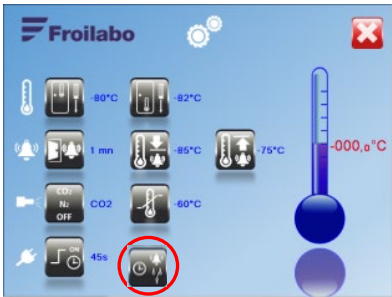 Froilabo
-80°C -82°C
1 mn -85°C -75°C
-000,0°C
CO₂
N₂
OFF
CO2 -60°C
ON
45s